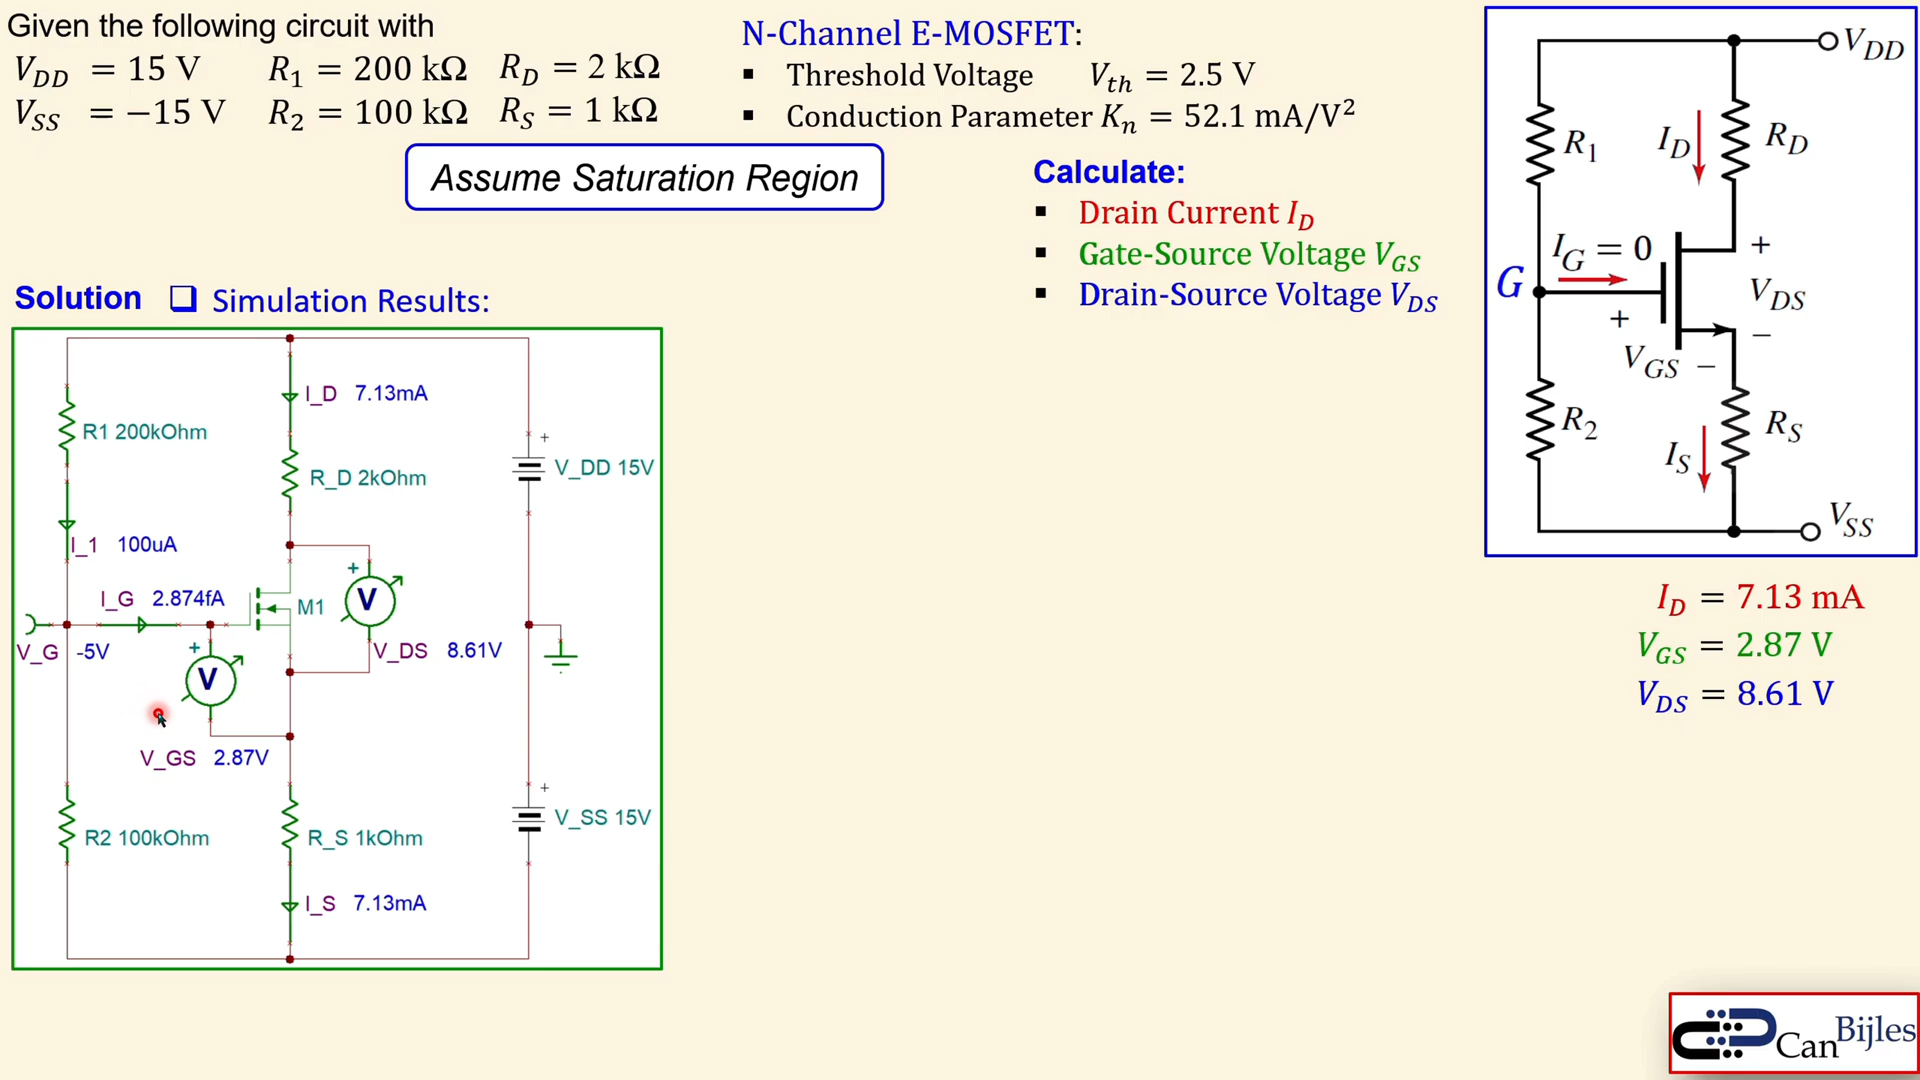 Given the following circuit with
V_DD = 15 V R_1 = 200 kΩ R_D = 2 kΩ
V_SS = −15 V R_2 = 100 kΩ R_S = 1 kΩ
Assume Saturation Region
N-Channel E-MOSFET:
▪ Threshold Voltage V_th = 2.5 V
▪ Conduction Parameter K_n = 52.1 mA/V²
Calculate:
▪ Drain Current I_D
▪ Gate-Source Voltage V_GS
▪ Drain-Source Voltage V_DS
Solution ❑ Simulation Results:
I_D 7.13mA
R1 200kOhm
+
V_DD 15V
R_D 2kOhm
I_1 100uA
+
I_G 2.874fA
M1
V
V_G -5V
+
V_DS 8.61V
V
V_GS 2.87V
+
V_SS 15V
R2 100kOhm
R_S 1kOhm
I_S 7.13mA
V_DD
R_1
I_D
R_D
I_G = 0
+
G
V_DS
+
−
V_GS −
R_2
R_S
I_S
V_SS
I_D = 7.13 mA
V_GS = 2.87 V
V_DS = 8.61 V
CanBijles